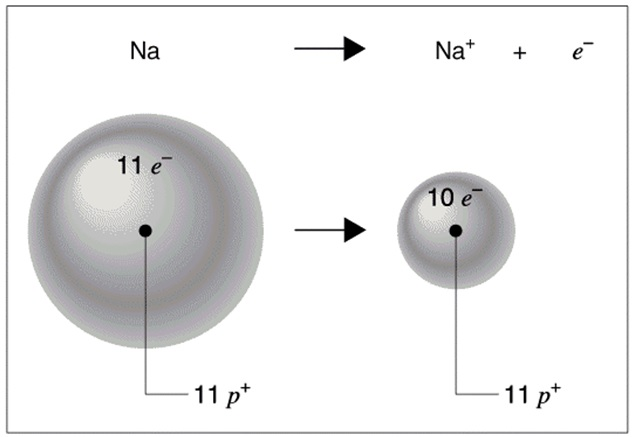 Na → Na⁺ + e⁻
11 e⁻
10 e⁻
11 p⁺
11 p⁺